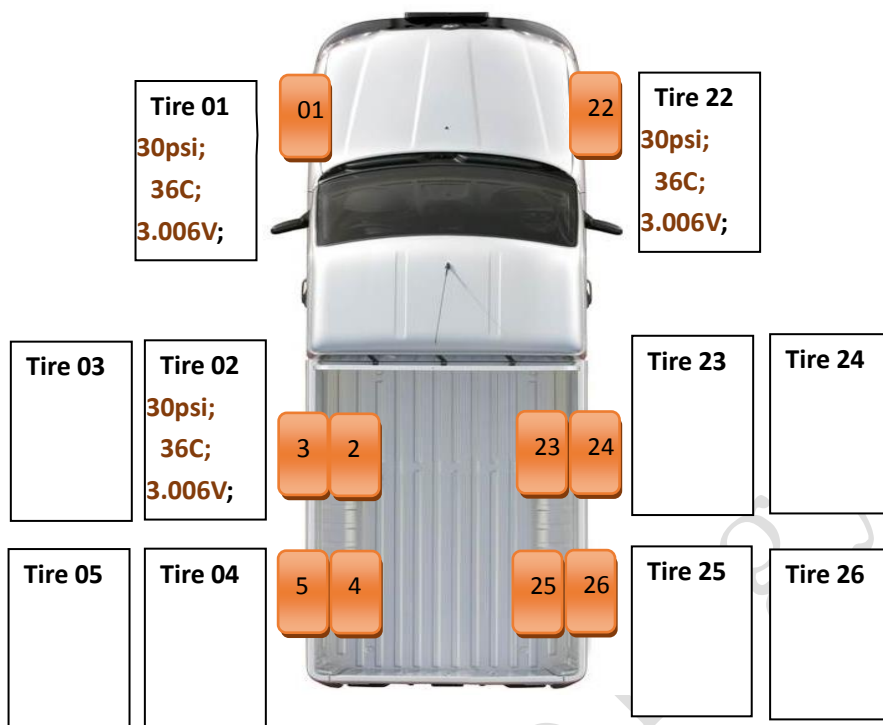 Tire 01
30psi;
36C;
3.006V;
01
22
Tire 22
30psi;
36C;
3.006V;
Tire 03
Tire 02
30psi;
36C;
3.006V;
3
2
23
24
Tire 23
Tire 24
Tire 05
Tire 04
5
4
25
26
Tire 25
Tire 26